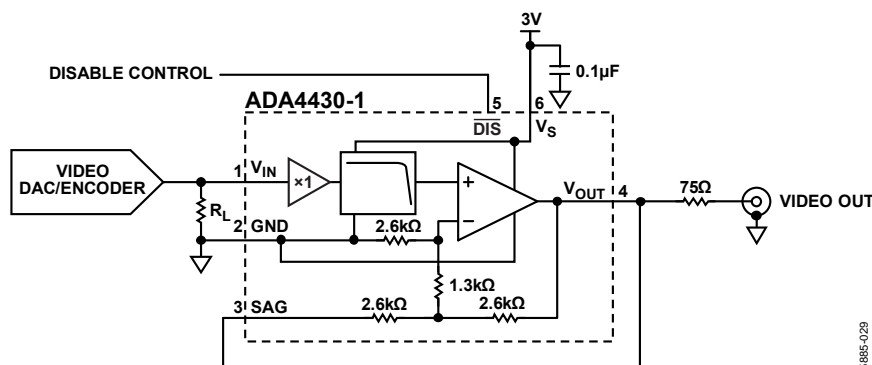 3V
DISABLE CONTROL
0.1µF
ADA4430-1
5
6
DIS
VS
VIDEO
DAC/ENCODER
1
VIN
×1
+
−
VOUT
4
75Ω
VIDEO OUT
RL
2
GND
2.6kΩ
1.3kΩ
3
SAG
2.6kΩ
2.6kΩ